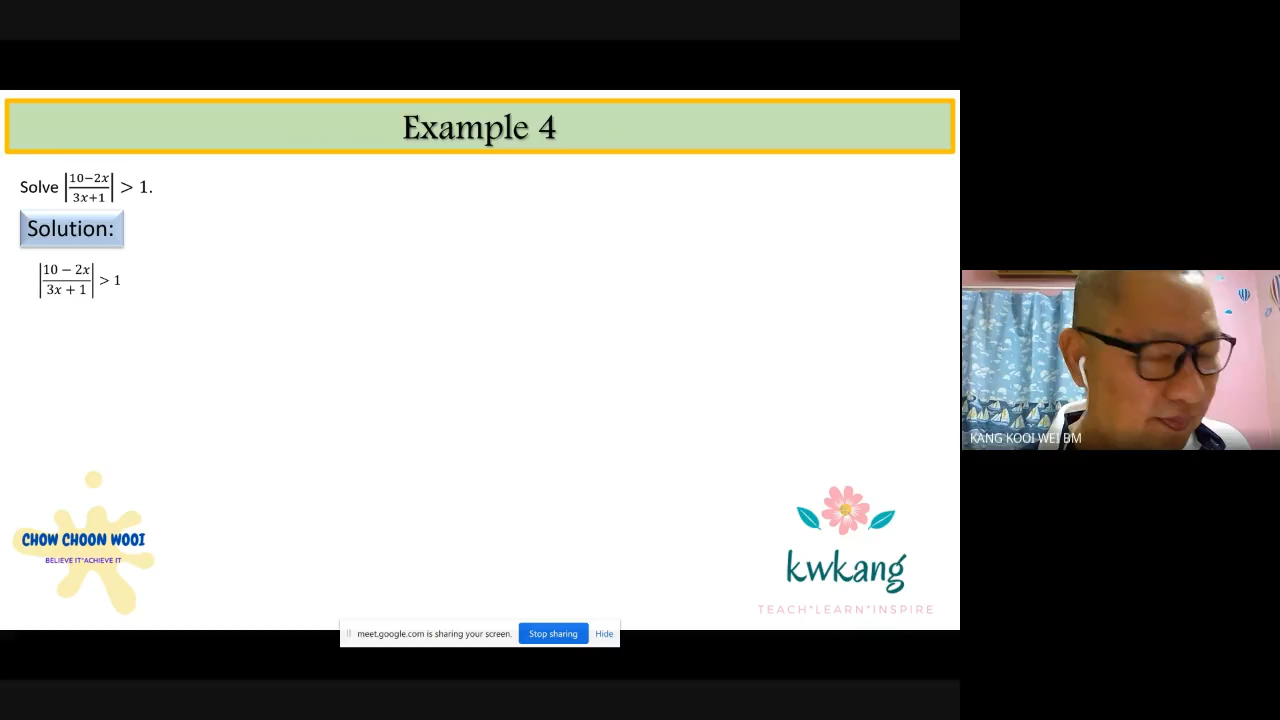 Example 4
Solve |10−2x / 3x+1| > 1.
Solution:
|10 − 2x / 3x + 1| > 1
KANG KOOI WEI BM
CHOW CHOON WOOI
BELIEVE IT*ACHIEVE IT
kwkang
TEACH*LEARN*INSPIRE
meet.google.com is sharing your screen.
Stop sharing
Hide